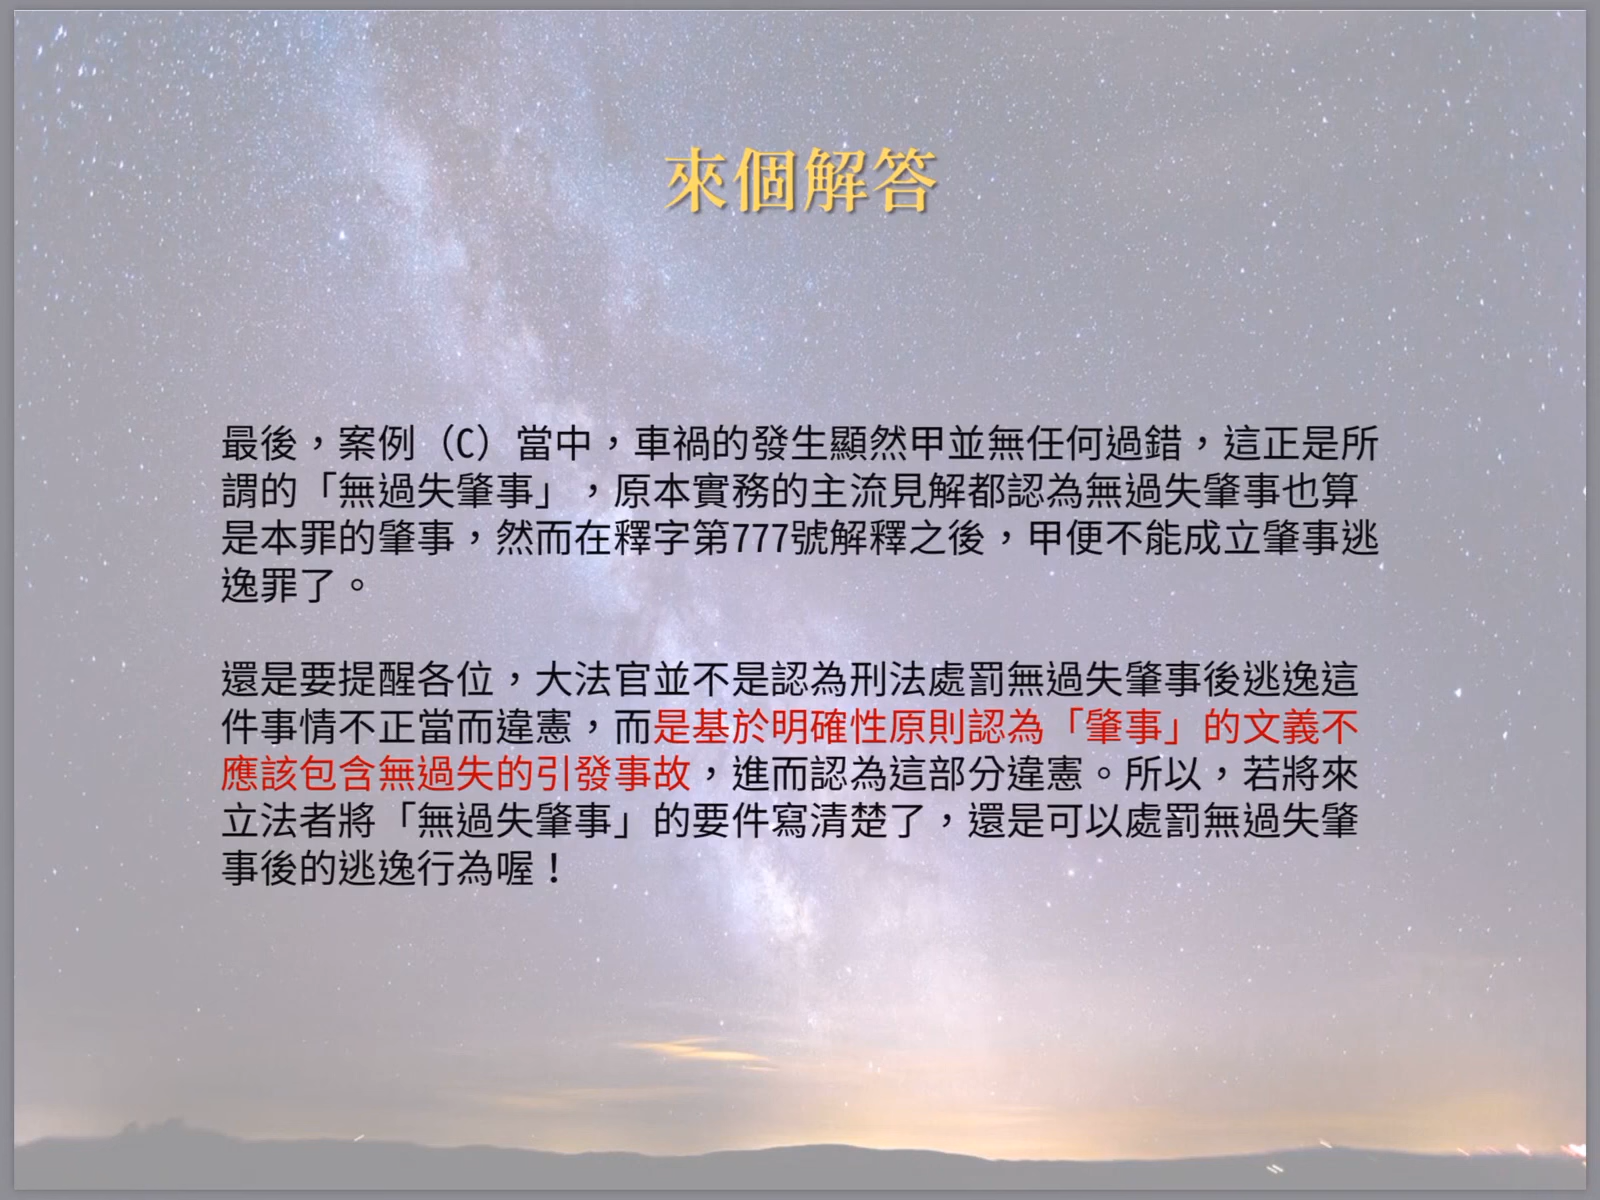 來個解答
最後，案例（C）當中，車禍的發生顯然甲並無任何過錯，這正是所
謂的「無過失肇事」，原本實務的主流見解都認為無過失肇事也算
是本罪的肇事，然而在釋字第777號解釋之後，甲便不能成立肇事逃
逸罪了。
還是要提醒各位，大法官並不是認為刑法處罰無過失肇事後逃逸這
件事情不正當而違憲，而是基於明確性原則認為「肇事」的文義不
應該包含無過失的引發事故，進而認為這部分違憲。所以，若將來
立法者將「無過失肇事」的要件寫清楚了，還是可以處罰無過失肇
事後的逃逸行為喔！